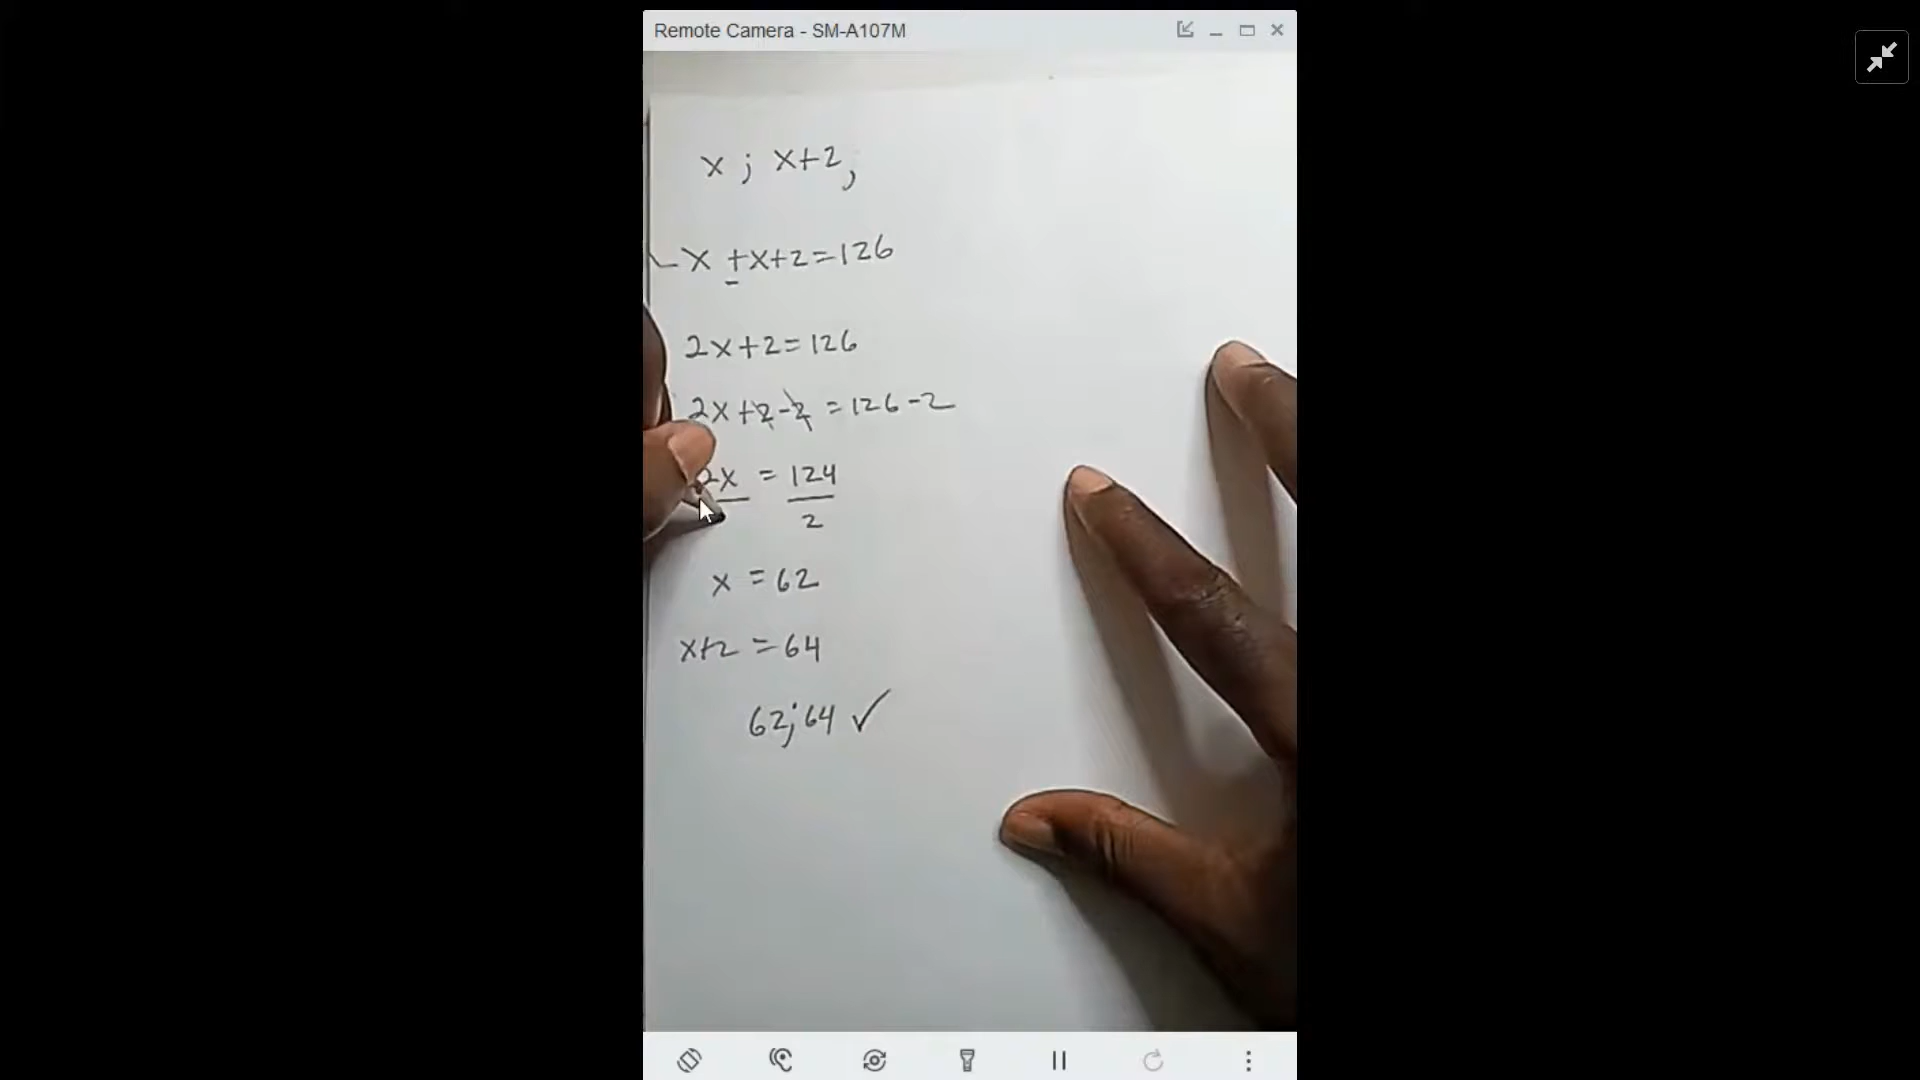 Remote Camera - SM-A107M
x ; x+2,
x + x+2=126
2x+2=126
2x+2-2 = 126-2
2x = 124
2
x = 62
x+2 = 64
62; 64 ✓